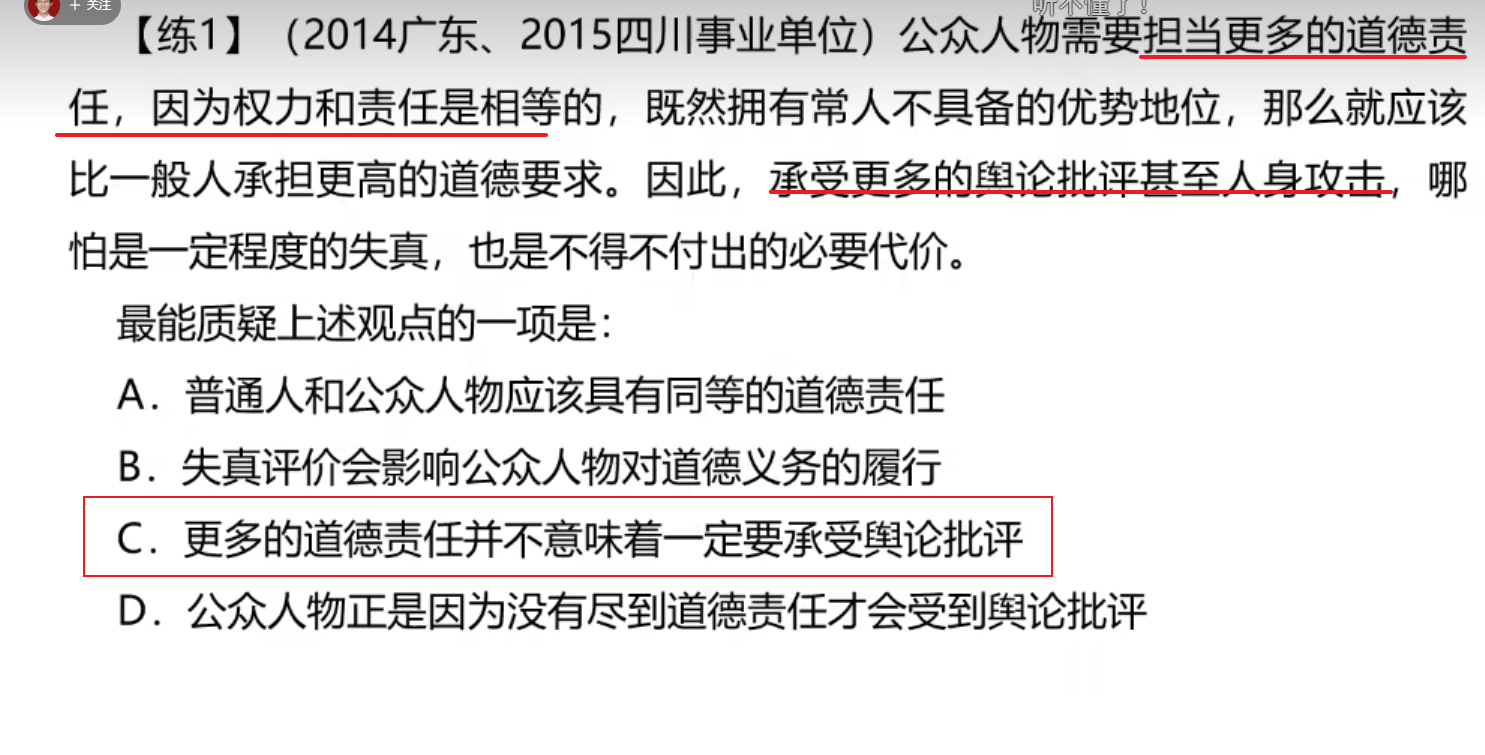 + 关注
听不懂了!
【练1】（2014广东、2015四川事业单位）公众人物需要担当更多的道德责
任，因为权力和责任是相等的，既然拥有常人不具备的优势地位，那么就应该
比一般人承担更高的道德要求。因此，承受更多的舆论批评甚至人身攻击，哪
怕是一定程度的失真，也是不得不付出的必要代价。
最能质疑上述观点的一项是：
A．普通人和公众人物应该具有同等的道德责任
B．失真评价会影响公众人物对道德义务的履行
C．更多的道德责任并不意味着一定要承受舆论批评
D．公众人物正是因为没有尽到道德责任才会受到舆论批评